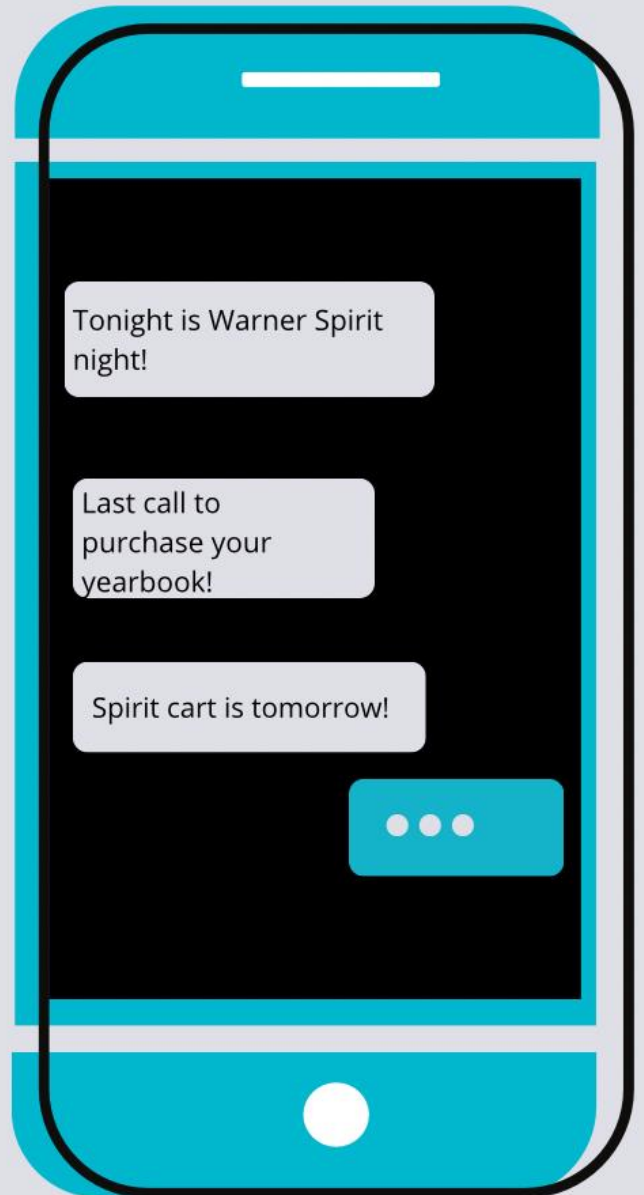 Tonight is Warner Spirit
night!
Last call to
purchase your
yearbook!
Spirit cart is tomorrow!